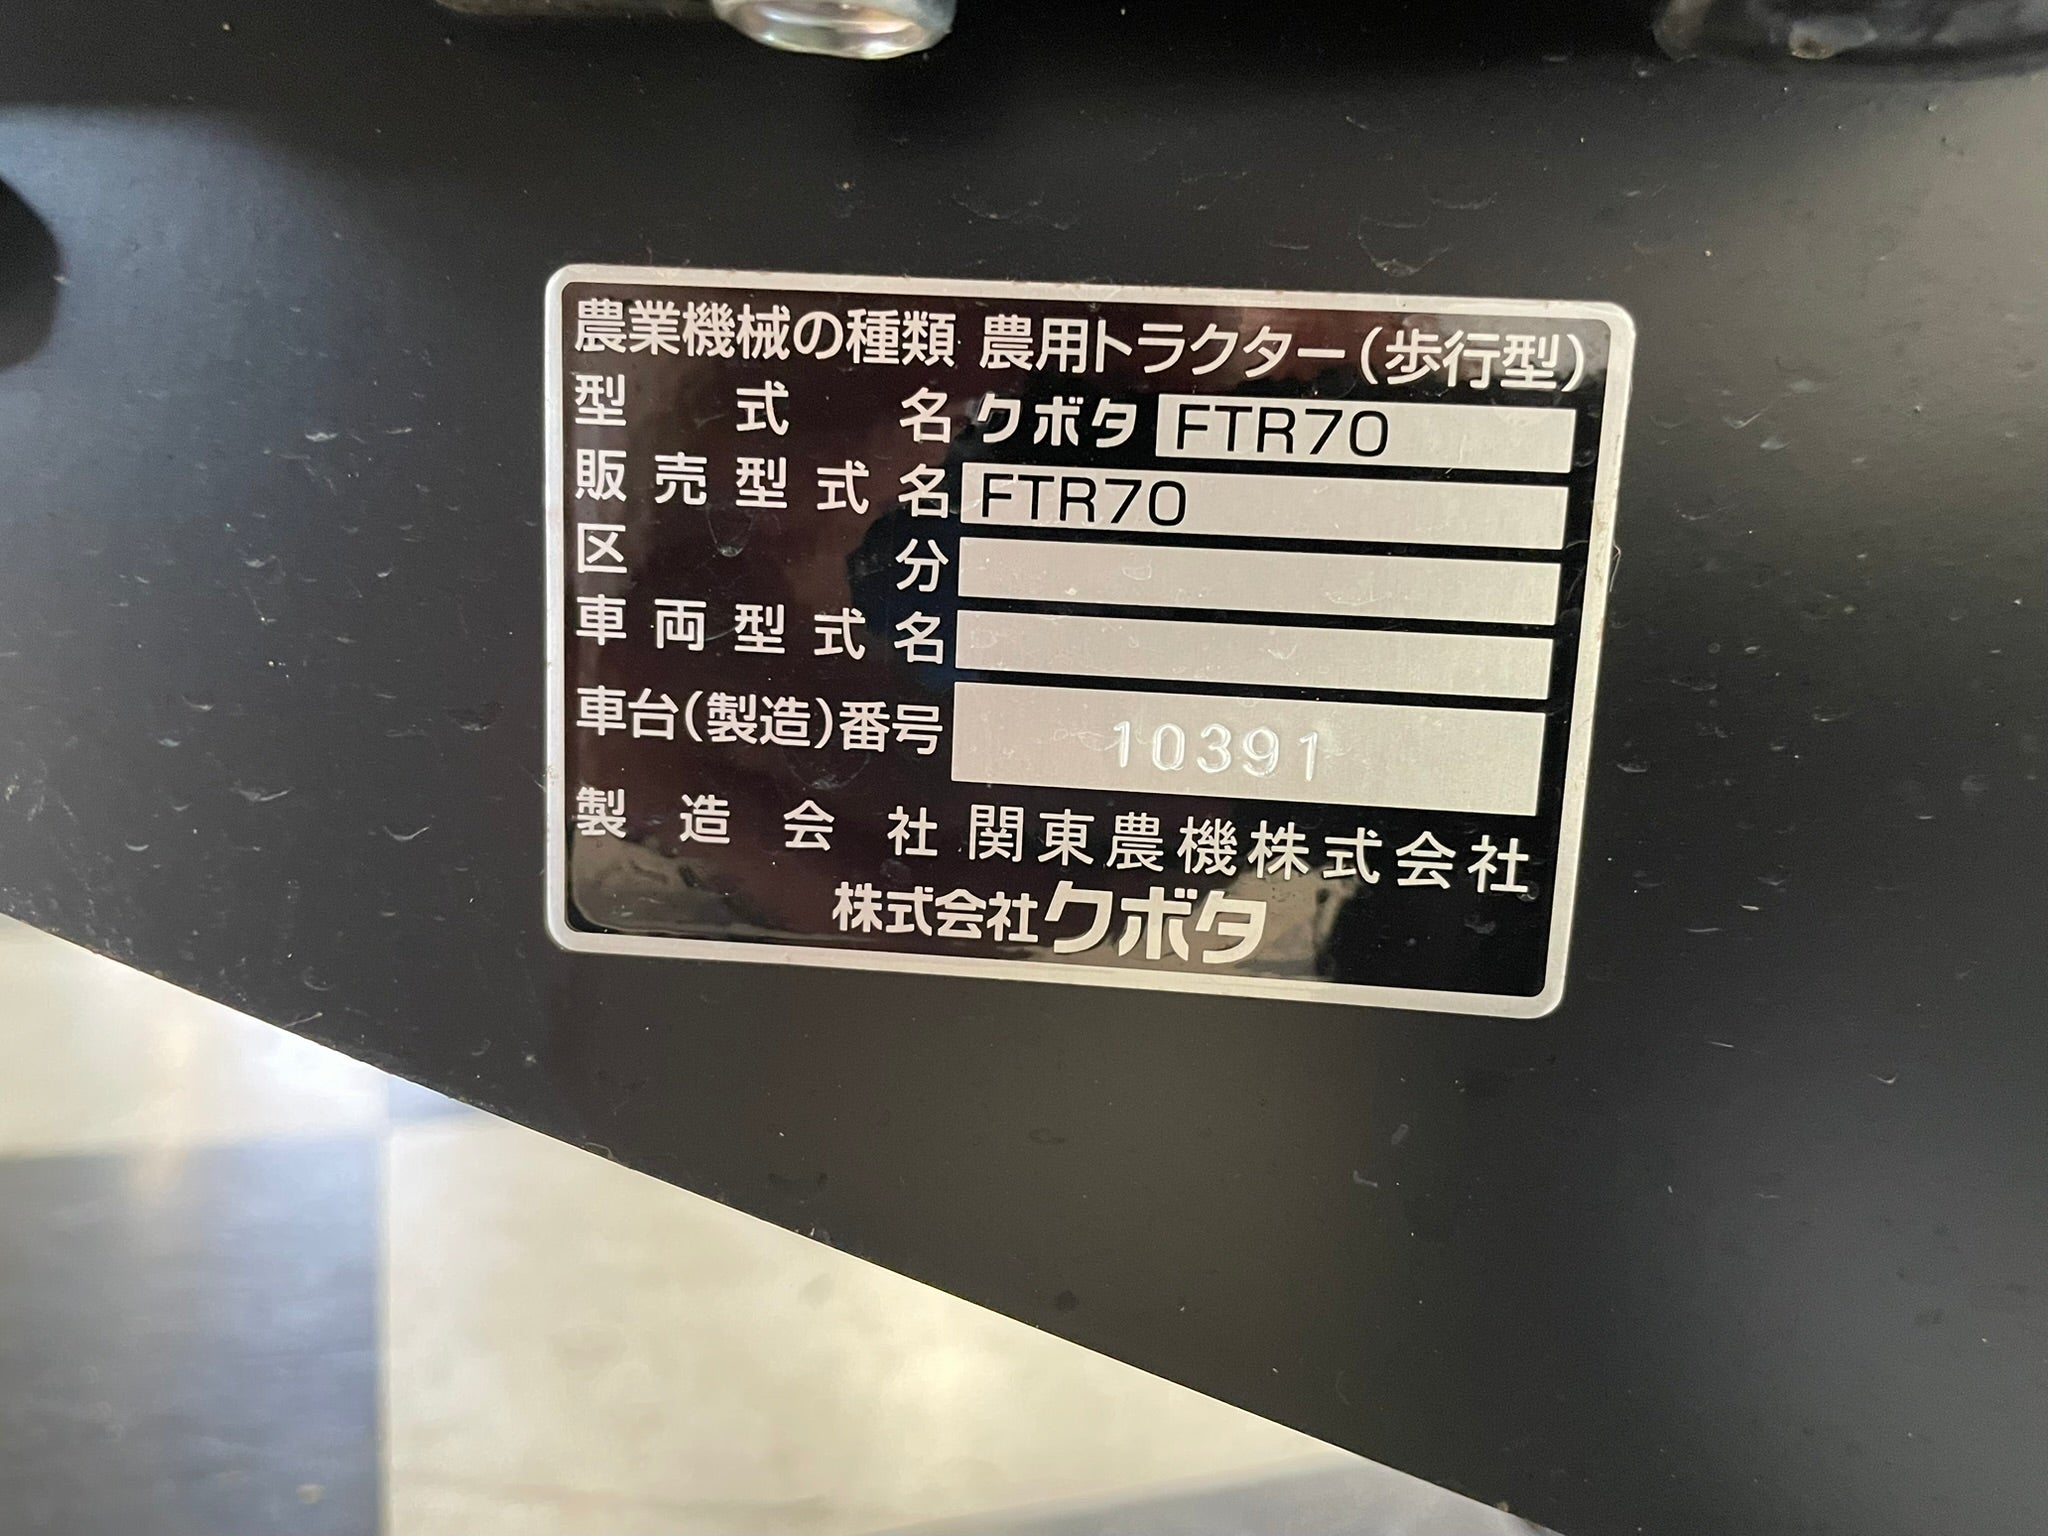 農業機械の種類 農用トラクター(歩行型)
型式名 クボタ FTR70
販売型式名 FTR70
区分
車両型式名
車台(製造)番号 10391
製造会社 関東農機株式会社
株式会社クボタ